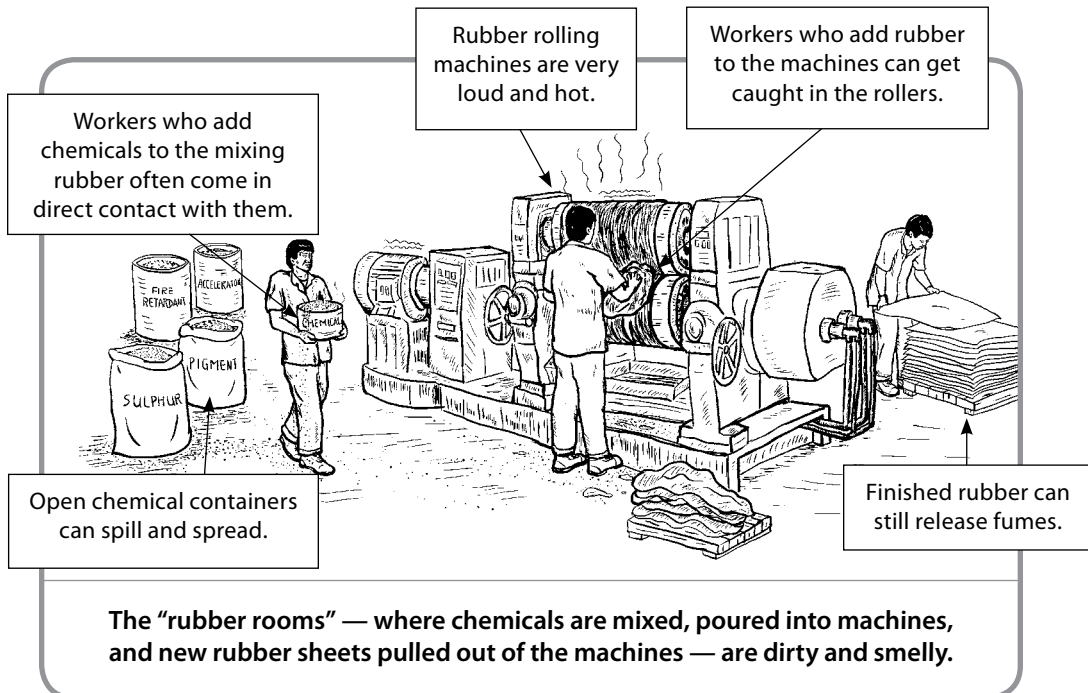 Rubber rolling
machines are very
loud and hot.
Workers who add rubber
to the machines can get
caught in the rollers.
Workers who add
chemicals to the mixing
rubber often come in
direct contact with them.
FIRE
RETARDANT
ACCELERATOR
CHEMICAL
PIGMENT
SULPHUR
Open chemical containers
can spill and spread.
Finished rubber can
still release fumes.
The “rubber rooms” — where chemicals are mixed, poured into machines,
and new rubber sheets pulled out of the machines — are dirty and smelly.